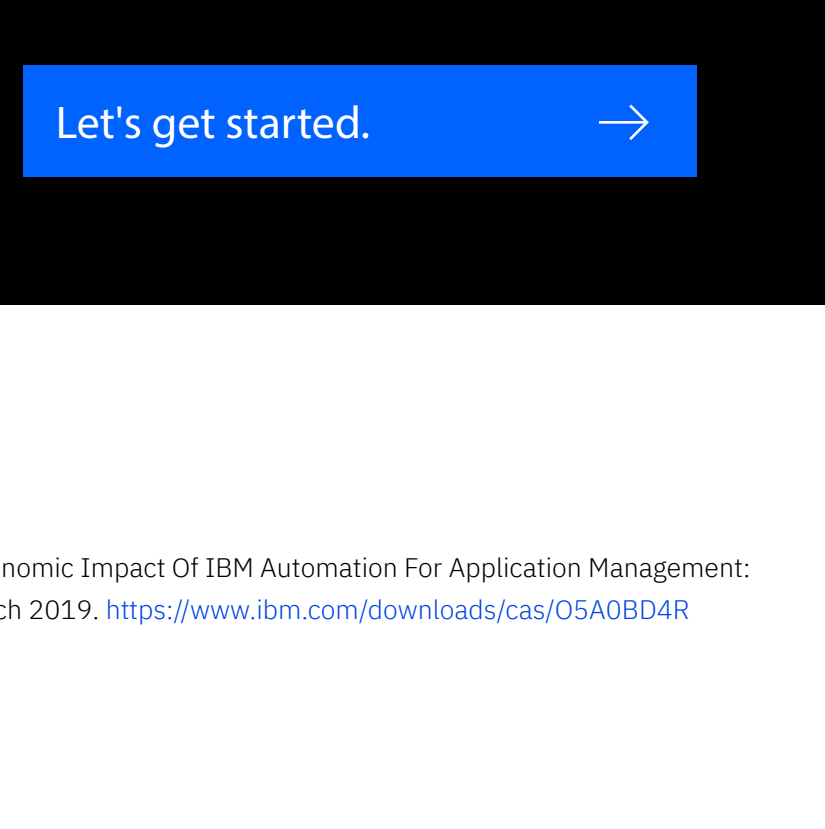 Let's get started.
nomic Impact Of IBM Automation For Application Management:
ch 2019. https://www.ibm.com/downloads/cas/O5A0BD4R